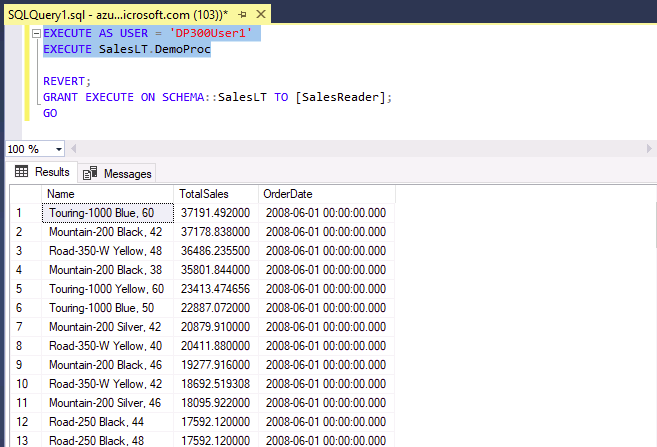 SQLQuery1.sql - azu...icrosoft.com (103))*
EXECUTE AS USER = 'DP300User1'
EXECUTE SalesLT.DemoProc
REVERT;
GRANT EXECUTE ON SCHEMA::SalesLT TO [SalesReader];
GO
100 %
Results Messages
Name TotalSales OrderDate
1 Touring-1000 Blue, 60 37191.492000 2008-06-01 00:00:00.000
2 Mountain-200 Black, 42 37178.838000 2008-06-01 00:00:00.000
3 Road-350-W Yellow, 48 36486.235500 2008-06-01 00:00:00.000
4 Mountain-200 Black, 38 35801.844000 2008-06-01 00:00:00.000
5 Touring-1000 Yellow, 60 23413.474656 2008-06-01 00:00:00.000
6 Touring-1000 Blue, 50 22887.072000 2008-06-01 00:00:00.000
7 Mountain-200 Silver, 42 20879.910000 2008-06-01 00:00:00.000
8 Road-350-W Yellow, 40 20411.880000 2008-06-01 00:00:00.000
9 Mountain-200 Black, 46 19277.916000 2008-06-01 00:00:00.000
10 Road-350-W Yellow, 42 18692.519308 2008-06-01 00:00:00.000
11 Mountain-200 Silver, 46 18095.922000 2008-06-01 00:00:00.000
12 Road-250 Black, 44 17592.120000 2008-06-01 00:00:00.000
13 Road-250 Black, 48 17592.120000 2008-06-01 00:00:00.000